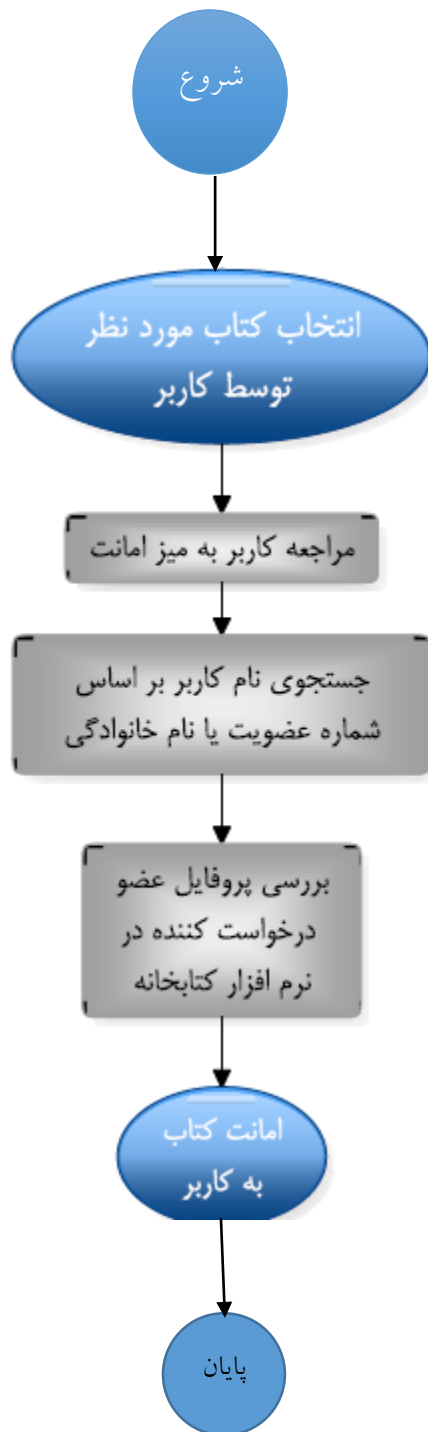 شروع
انتخاب کتاب مورد نظر
توسط کاربر
مراجعه کاربر به میز امانت
جستجوی نام کاربر بر اساس
شماره عضویت یا نام خانوادگی
بررسی پروفایل عضو
درخواست کننده در
نرم افزار کتابخانه
امانت کتاب
به کاربر
پایان